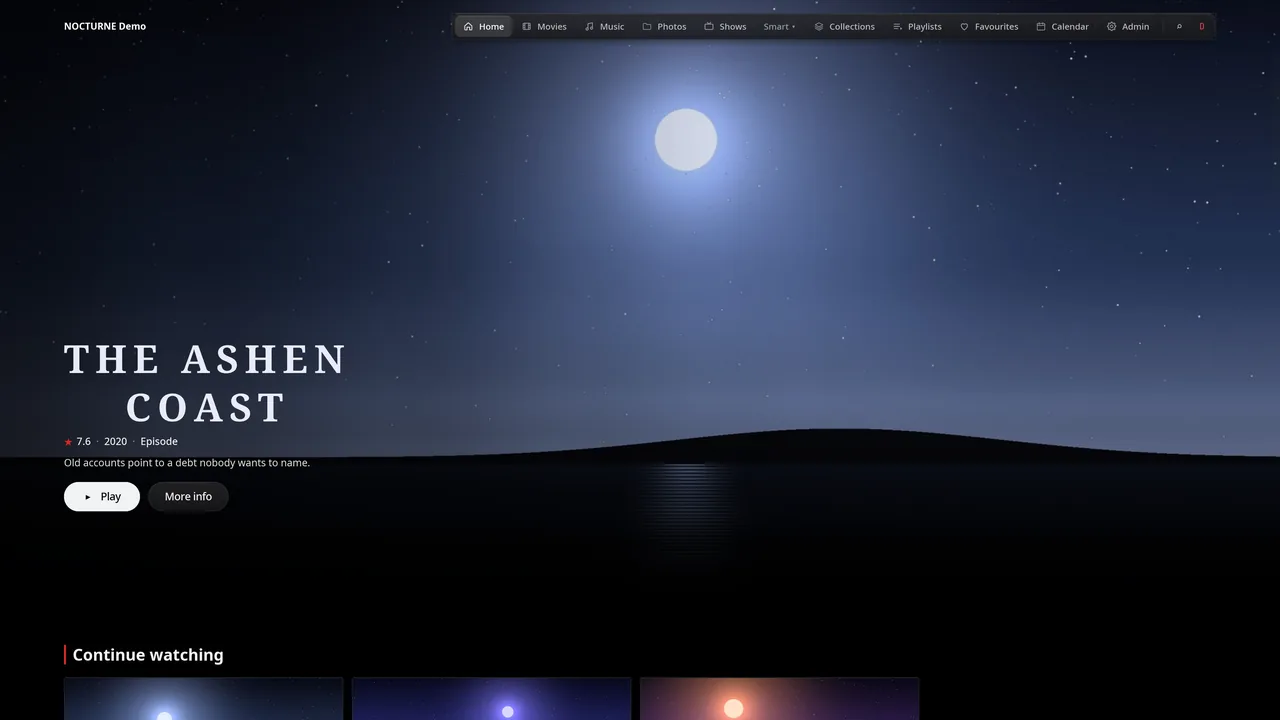 NOCTURNE Demo
Home Movies Music Photos Shows Smart Collections Playlists Favourites Calendar Admin D
THE ASHEN
COAST
★ 7.6 · 2020 · Episode
Old accounts point to a debt nobody wants to name.
Play More info
Continue watching